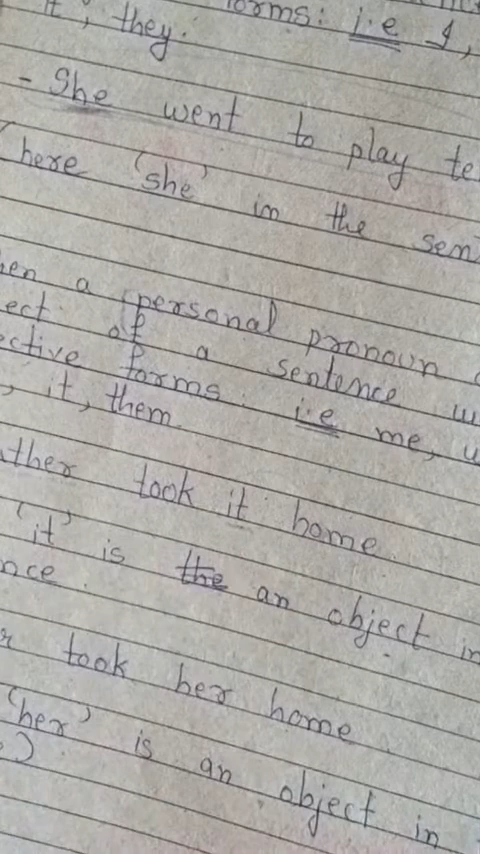 it, they. forms: i.e I,
- She went to play te
here 'she' in the sen
en a personal pronoun
ect of a sentence w
ective forms. i.e me, u
, it, them.
ather took it home
'it' is the an object in
nce.
r took her home
'her' is an object in
)